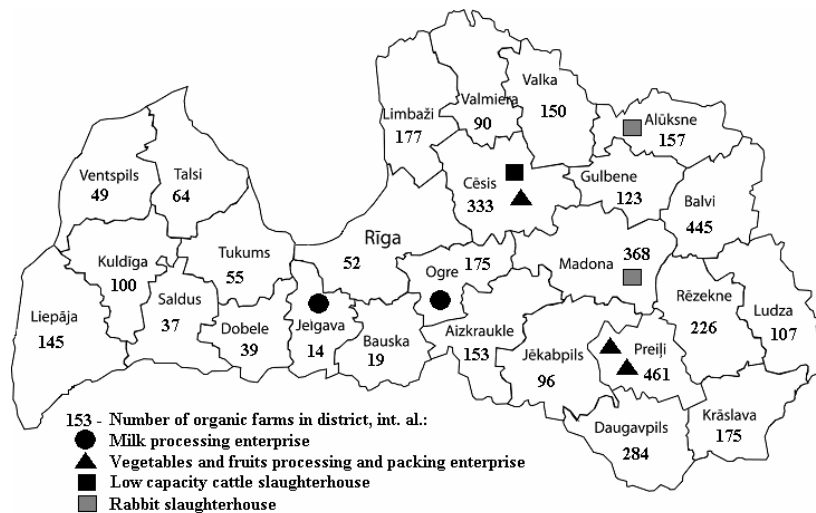 Valka
150
Valmiera
90
Limbaži
177
Alūksne
157
Ventspils
49
Talsi
64
Cēsis
333
Gulbene
123
Balvi
445
Rīga
52
Kuldīga
100
Tukums
55
Ogre 175
Madona
368
Liepāja
145
Saldus
37
Dobele
39
Jelgava
14
Bauska
19
Aizkraukle
153
Jēkabpils
96
Preiļi
461
Rēzekne
226
Ludza
107
Daugavpils
284
Krāslava
175
153 - Number of organic farms in district, int. al.:
Milk processing enterprise
Vegetables and fruits processing and packing enterprise
Low capacity cattle slaughterhouse
Rabbit slaughterhouse